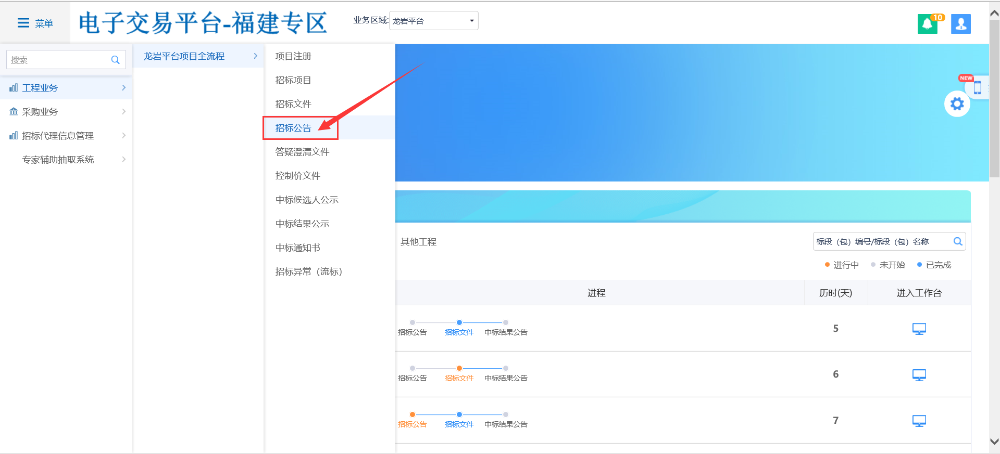 菜单
电子交易平台-福建专区
业务区域:
龙岩平台
10
搜索
工程业务
采购业务
招标代理信息管理
专家辅助抽取系统
龙岩平台项目全流程
项目注册
招标项目
招标文件
招标公告
答疑澄清文件
控制价文件
中标候选人公示
中标结果公示
中标通知书
招标异常（流标）
NEW
其他工程
标段（包）编号/标段（包）名称
进行中
未开始
已完成
进程
历时(天)
进入工作台
招标公告
招标文件
中标结果公告
5
招标公告
招标文件
中标结果公告
6
招标公告
招标文件
中标结果公告
7